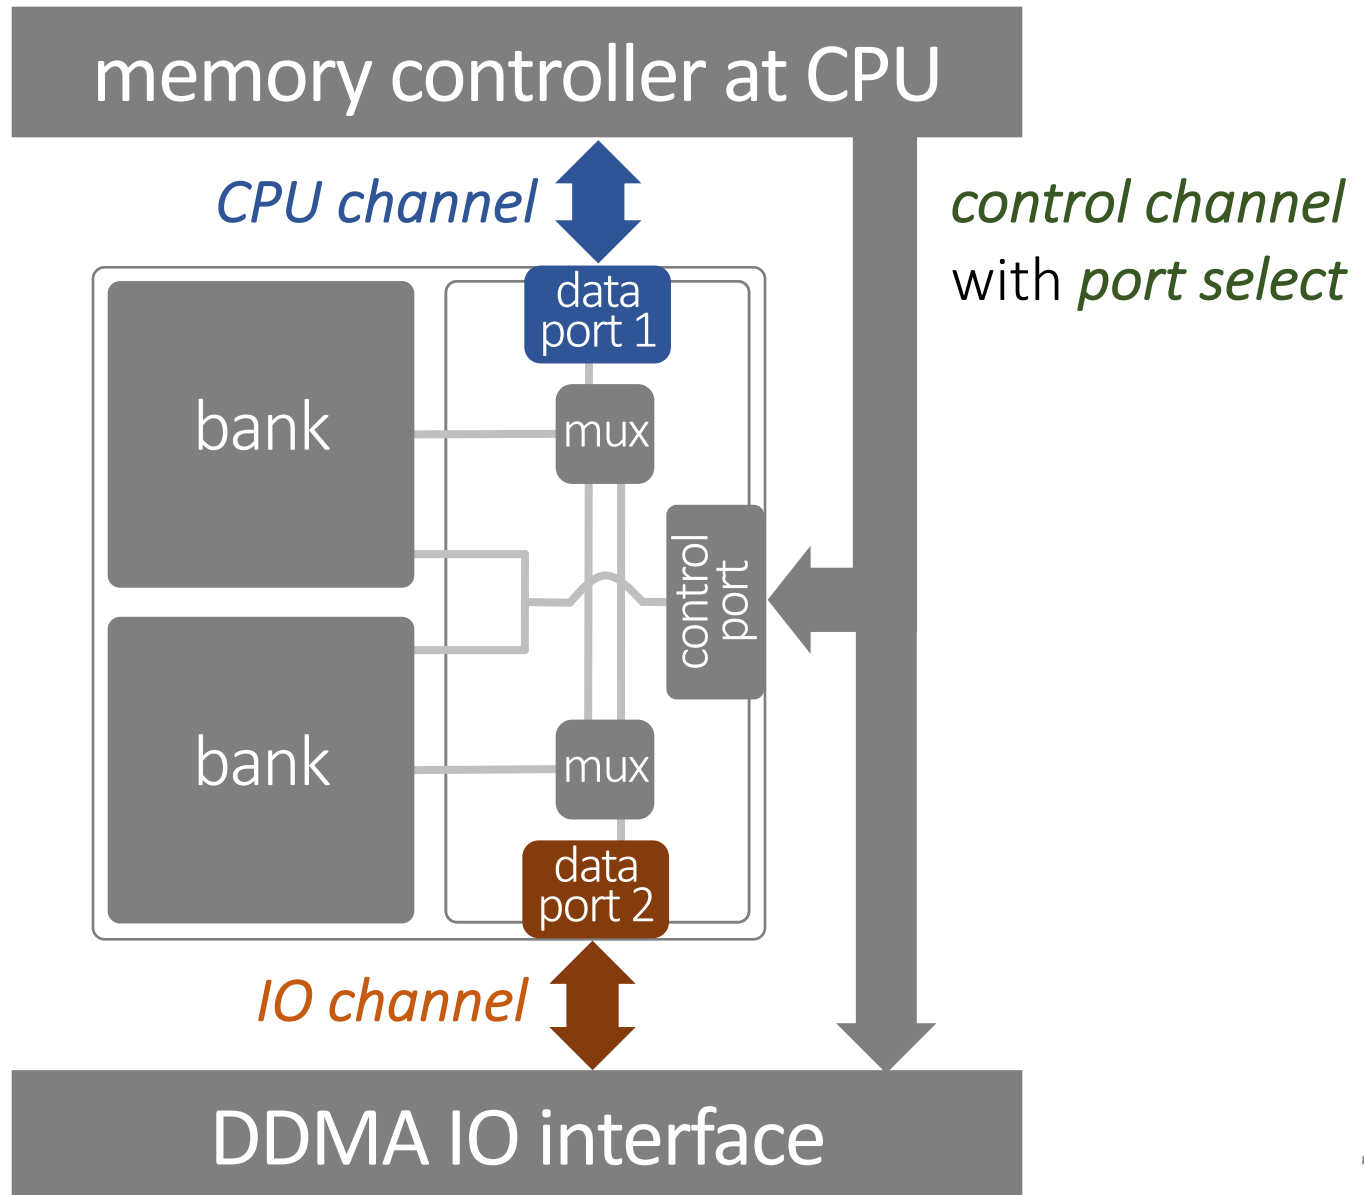 memory controller at CPU
CPU channel
control channel
with port select
data
port 1
bank
mux
control
port
bank
mux
data
port 2
IO channel
DDMA IO interface